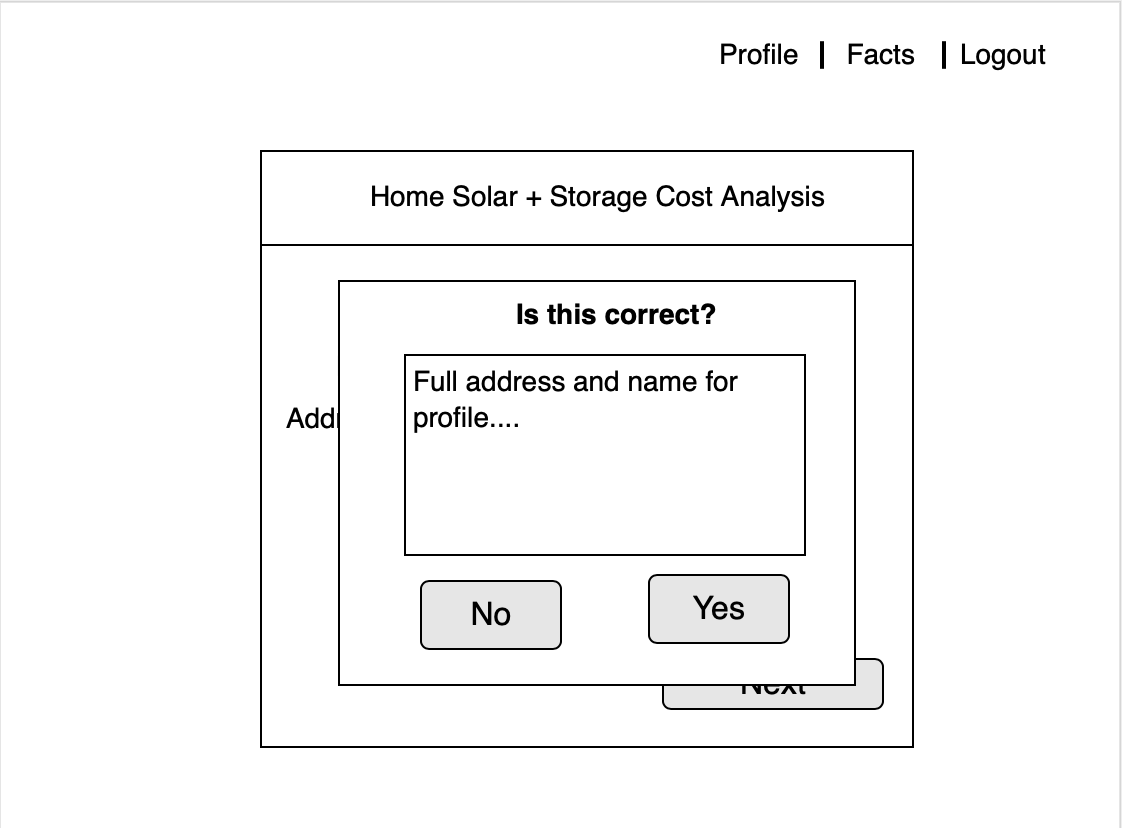 Profile | Facts | Logout
Home Solar + Storage Cost Analysis
Is this correct?
Full address and name for
profile....
Addr
No
Yes
Next